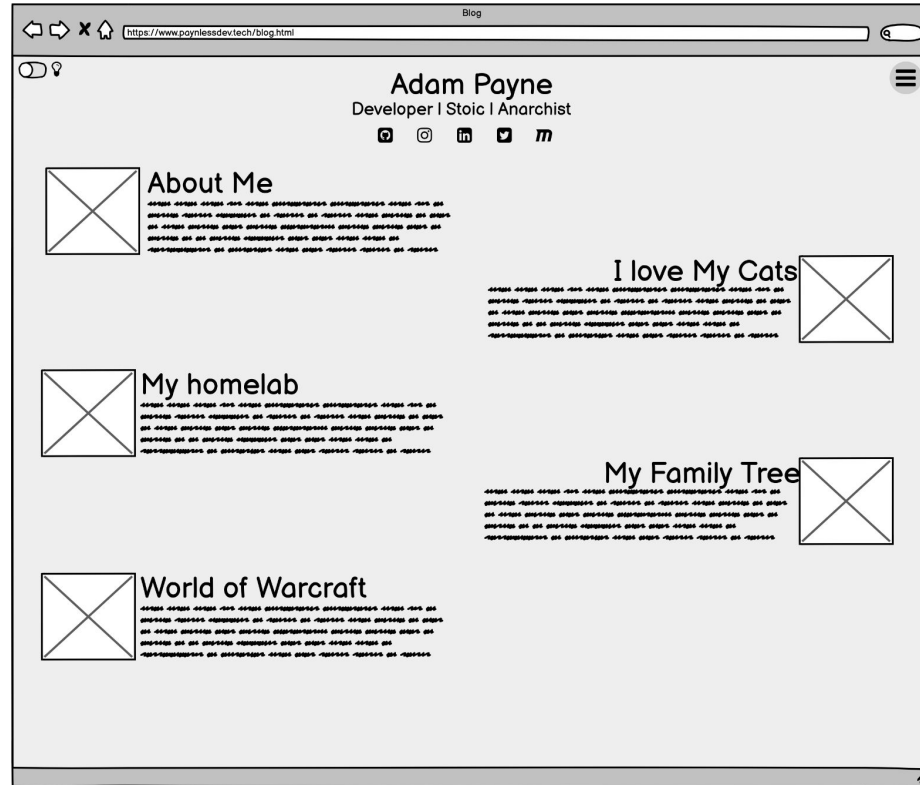 Blog
https://www.paynlessdev.tech/blog.html
Adam Payne
Developer | Stoic | Anarchist
About Me
I love My Cats
My homelab
My Family Tree
World of Warcraft